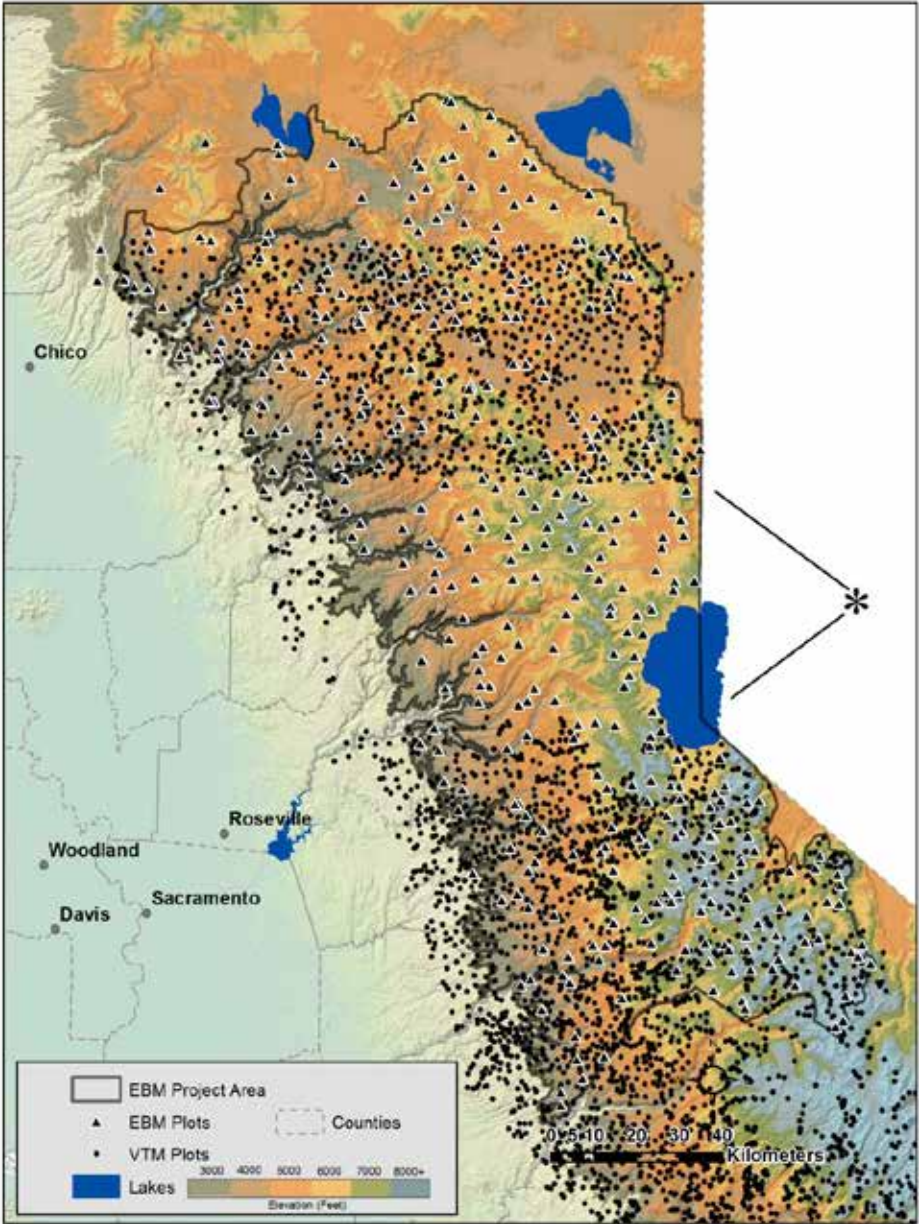 Chico
*
Roseville
Woodland
Sacramento
Davis
EBM Project Area
EBM Plots
Counties
VTM Plots
Lakes
3000 4000 5000 6000 7000 8000+
Elevation (Feet)
0 5 10 20 30 40
Kilometers